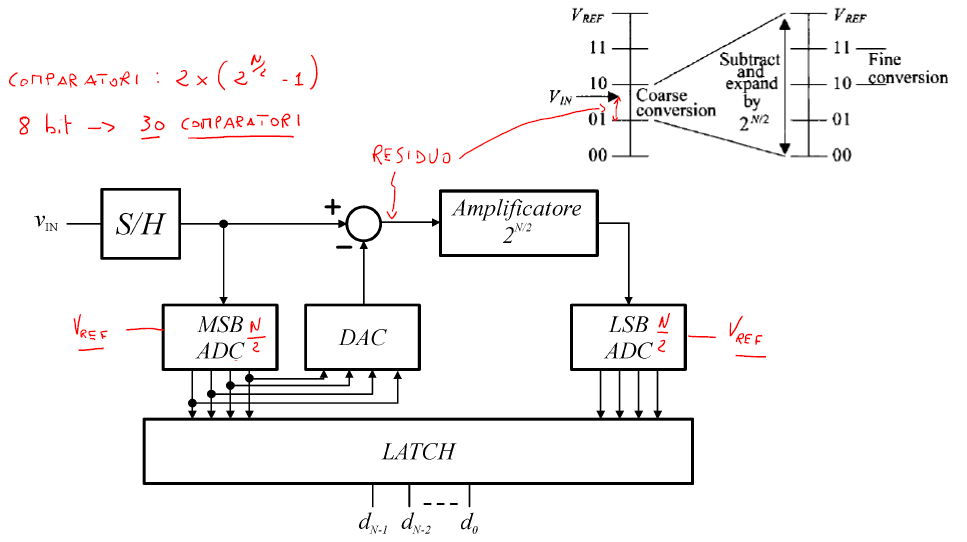 COMPARATORI : 2 × (2^{N/2} - 1)
8 bit -> 30 COMPARATORI
RESIDUO
V_REF
11
10
V_IN
01
00
Coarse
conversion
Subtract
and
expand
by
2^{N/2}
V_REF
11
10
01
00
Fine
conversion
v_IN
S/H
+
−
Amplificatore
2^{N/2}
V_REF
MSB
ADC
N/2
DAC
LSB
ADC
N/2
V_REF
LATCH
d_{N-1} d_{N-2} ---- d_0